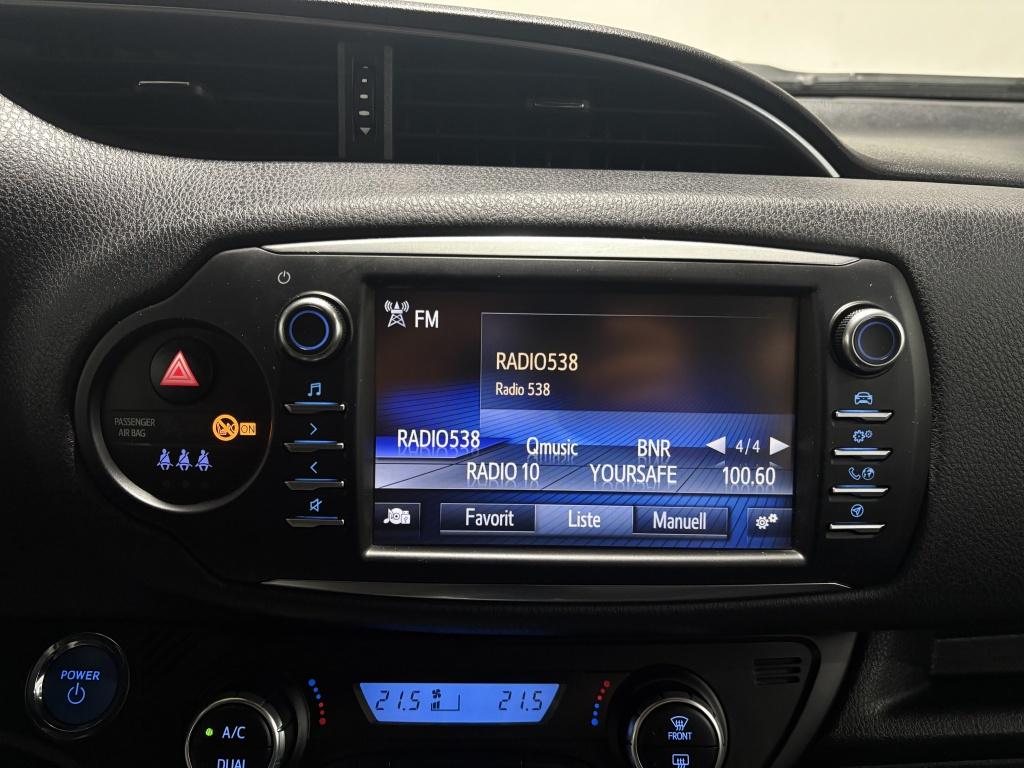 FM
RADIO538
Radio 538
RADIO538 Qmusic BNR 4/4
RADIO 10 YOURSAFE 100.60
Favorit Liste Manuell
PASSENGER
AIR BAG
ON
POWER
A/C
DUAL
21.5 21.5
FRONT